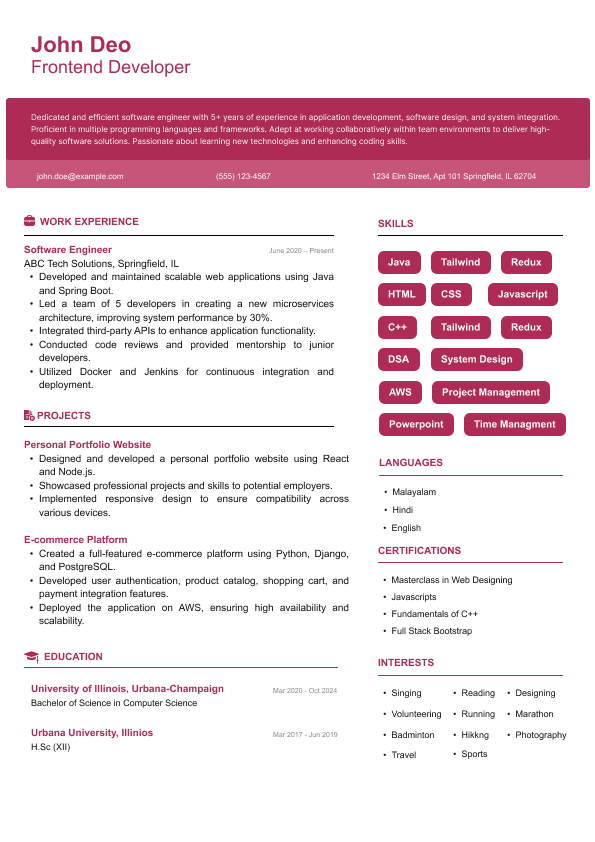 John Deo
Frontend Developer
Dedicated and efficient software engineer with 5+ years of experience in application development, software design, and system integration.
Proficient in multiple programming languages and frameworks. Adept at working collaboratively within team environments to deliver high-
quality software solutions. Passionate about learning new technologies and enhancing coding skills.
john.doe@example.com (555) 123-4567 1234 Elm Street, Apt 101 Springfield, IL 62704
WORK EXPERIENCE
Software Engineer June 2020 – Present
ABC Tech Solutions, Springfield, IL
• Developed and maintained scalable web applications using Java
and Spring Boot.
• Led a team of 5 developers in creating a new microservices
architecture, improving system performance by 30%.
• Integrated third-party APIs to enhance application functionality.
• Conducted code reviews and provided mentorship to junior
developers.
• Utilized Docker and Jenkins for continuous integration and
deployment.
PROJECTS
Personal Portfolio Website
• Designed and developed a personal portfolio website using React
and Node.js.
• Showcased professional projects and skills to potential employers.
• Implemented responsive design to ensure compatibility across
various devices.
E-commerce Platform
• Created a full-featured e-commerce platform using Python, Django,
and PostgreSQL.
• Developed user authentication, product catalog, shopping cart, and
payment integration features.
• Deployed the application on AWS, ensuring high availability and
scalability.
EDUCATION
University of Illinois, Urbana-Champaign Mar 2020 - Oct 2024
Bachelor of Science in Computer Science
Urbana University, Illinios Mar 2017 - Jun 2019
H.Sc (XII)
SKILLS
Java Tailwind Redux
HTML CSS Javascript
C++ Tailwind Redux
DSA System Design
AWS Project Management
Powerpoint Time Managment
LANGUAGES
• Malayalam
• Hindi
• English
CERTIFICATIONS
• Masterclass in Web Designing
• Javascripts
• Fundamentals of C++
• Full Stack Bootstrap
INTERESTS
• Singing • Reading • Designing
• Volunteering • Running • Marathon
• Badminton • Hikkng • Photography
• Travel • Sports